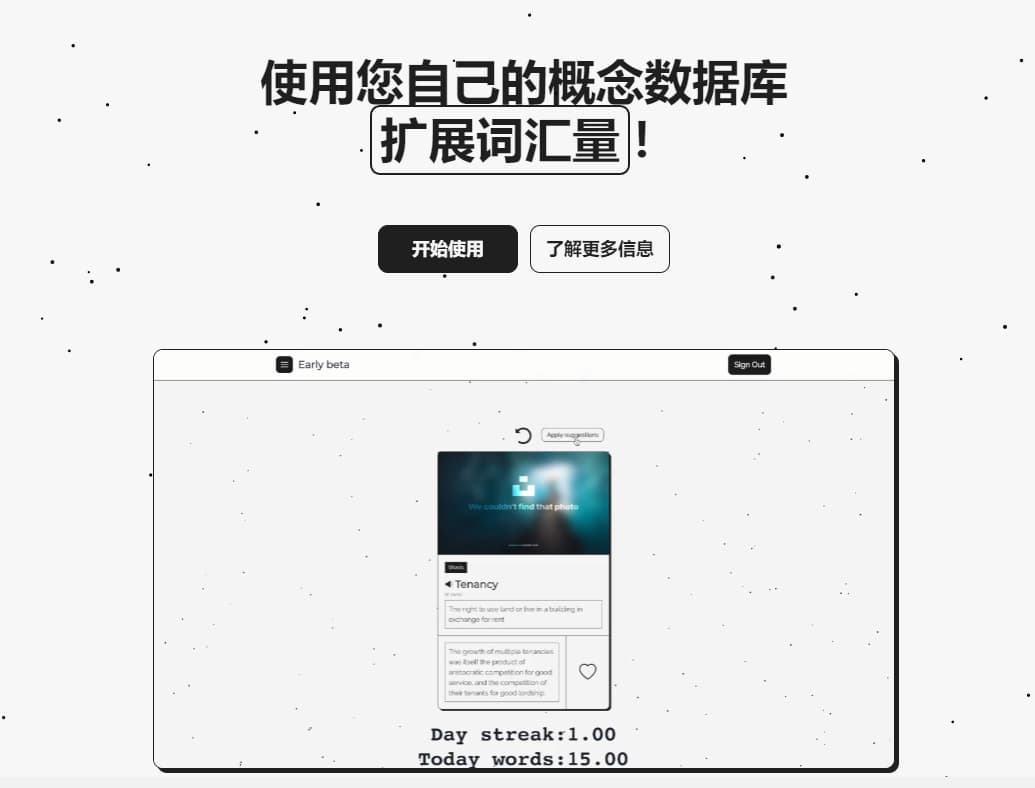 使用您自己的概念数据库
扩展词汇量！
开始使用
了解更多信息
Early beta
Sign Out
Apply suggestions
We couldn't find that photo
Words
Tenancy
The right to use land or live in a building in
exchange for rent
The growth of multiple tenancies
was itself the product of
aristocratic competition for good
service, and the competition of
their tenants for good lordship.
Day streak:1.00
Today words:15.00